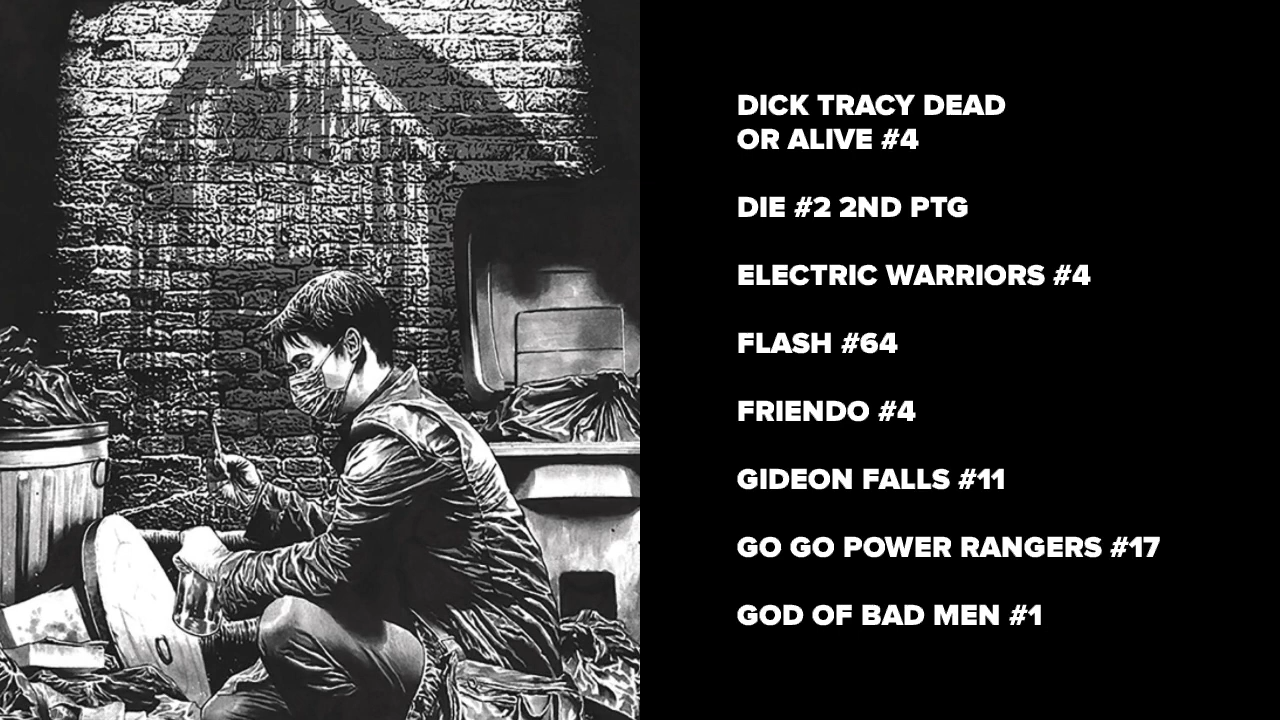 DICK TRACY DEAD
OR ALIVE #4
DIE #2 2ND PTG
ELECTRIC WARRIORS #4
FLASH #64
FRIENDO #4
GIDEON FALLS #11
GO GO POWER RANGERS #17
GOD OF BAD MEN #1